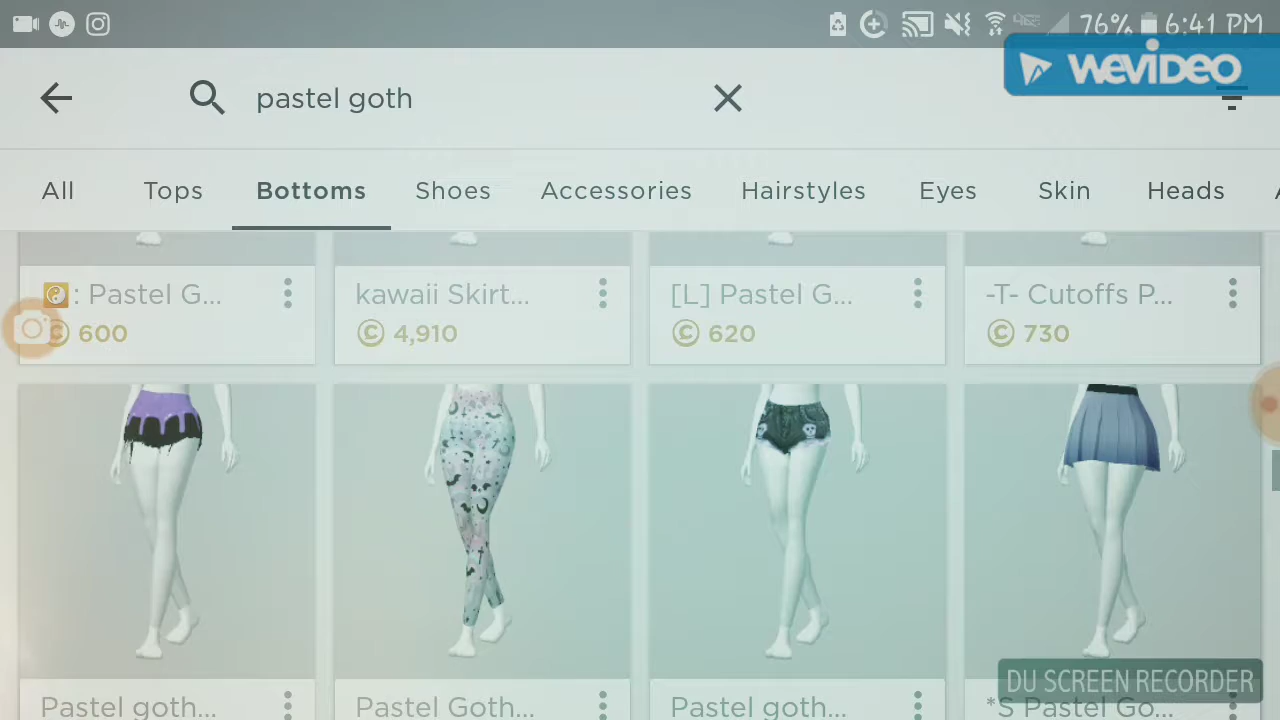 76% 6:41 PM
WEVIDEO
pastel goth
All Tops Bottoms Shoes Accessories Hairstyles Eyes Skin Heads
: Pastel G... kawaii Skirt... [L] Pastel G... -T- Cutoffs P...
600 4,910 620 730
DU SCREEN RECORDER
Pastel goth... Pastel Goth... Pastel goth... *S Pastel Go...